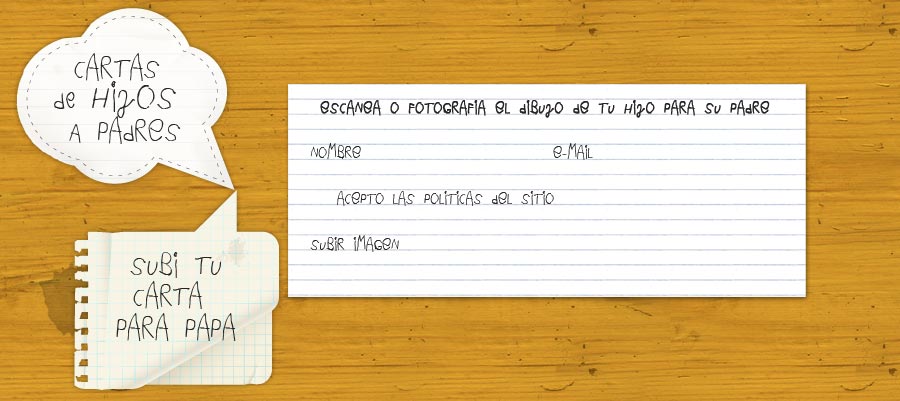 CARTAS
de HijOS
A PAdReS
SUBI TU
CARTA
PARA PAPA
eSCANeA O FOTOGRAFIA eL dIBUJO de TU HIJO PARA SU PAdRe
NOMBRe
e-MAIL
ACePTO LAS POLITICAS deL SITIO
SUBIR IMAGeN